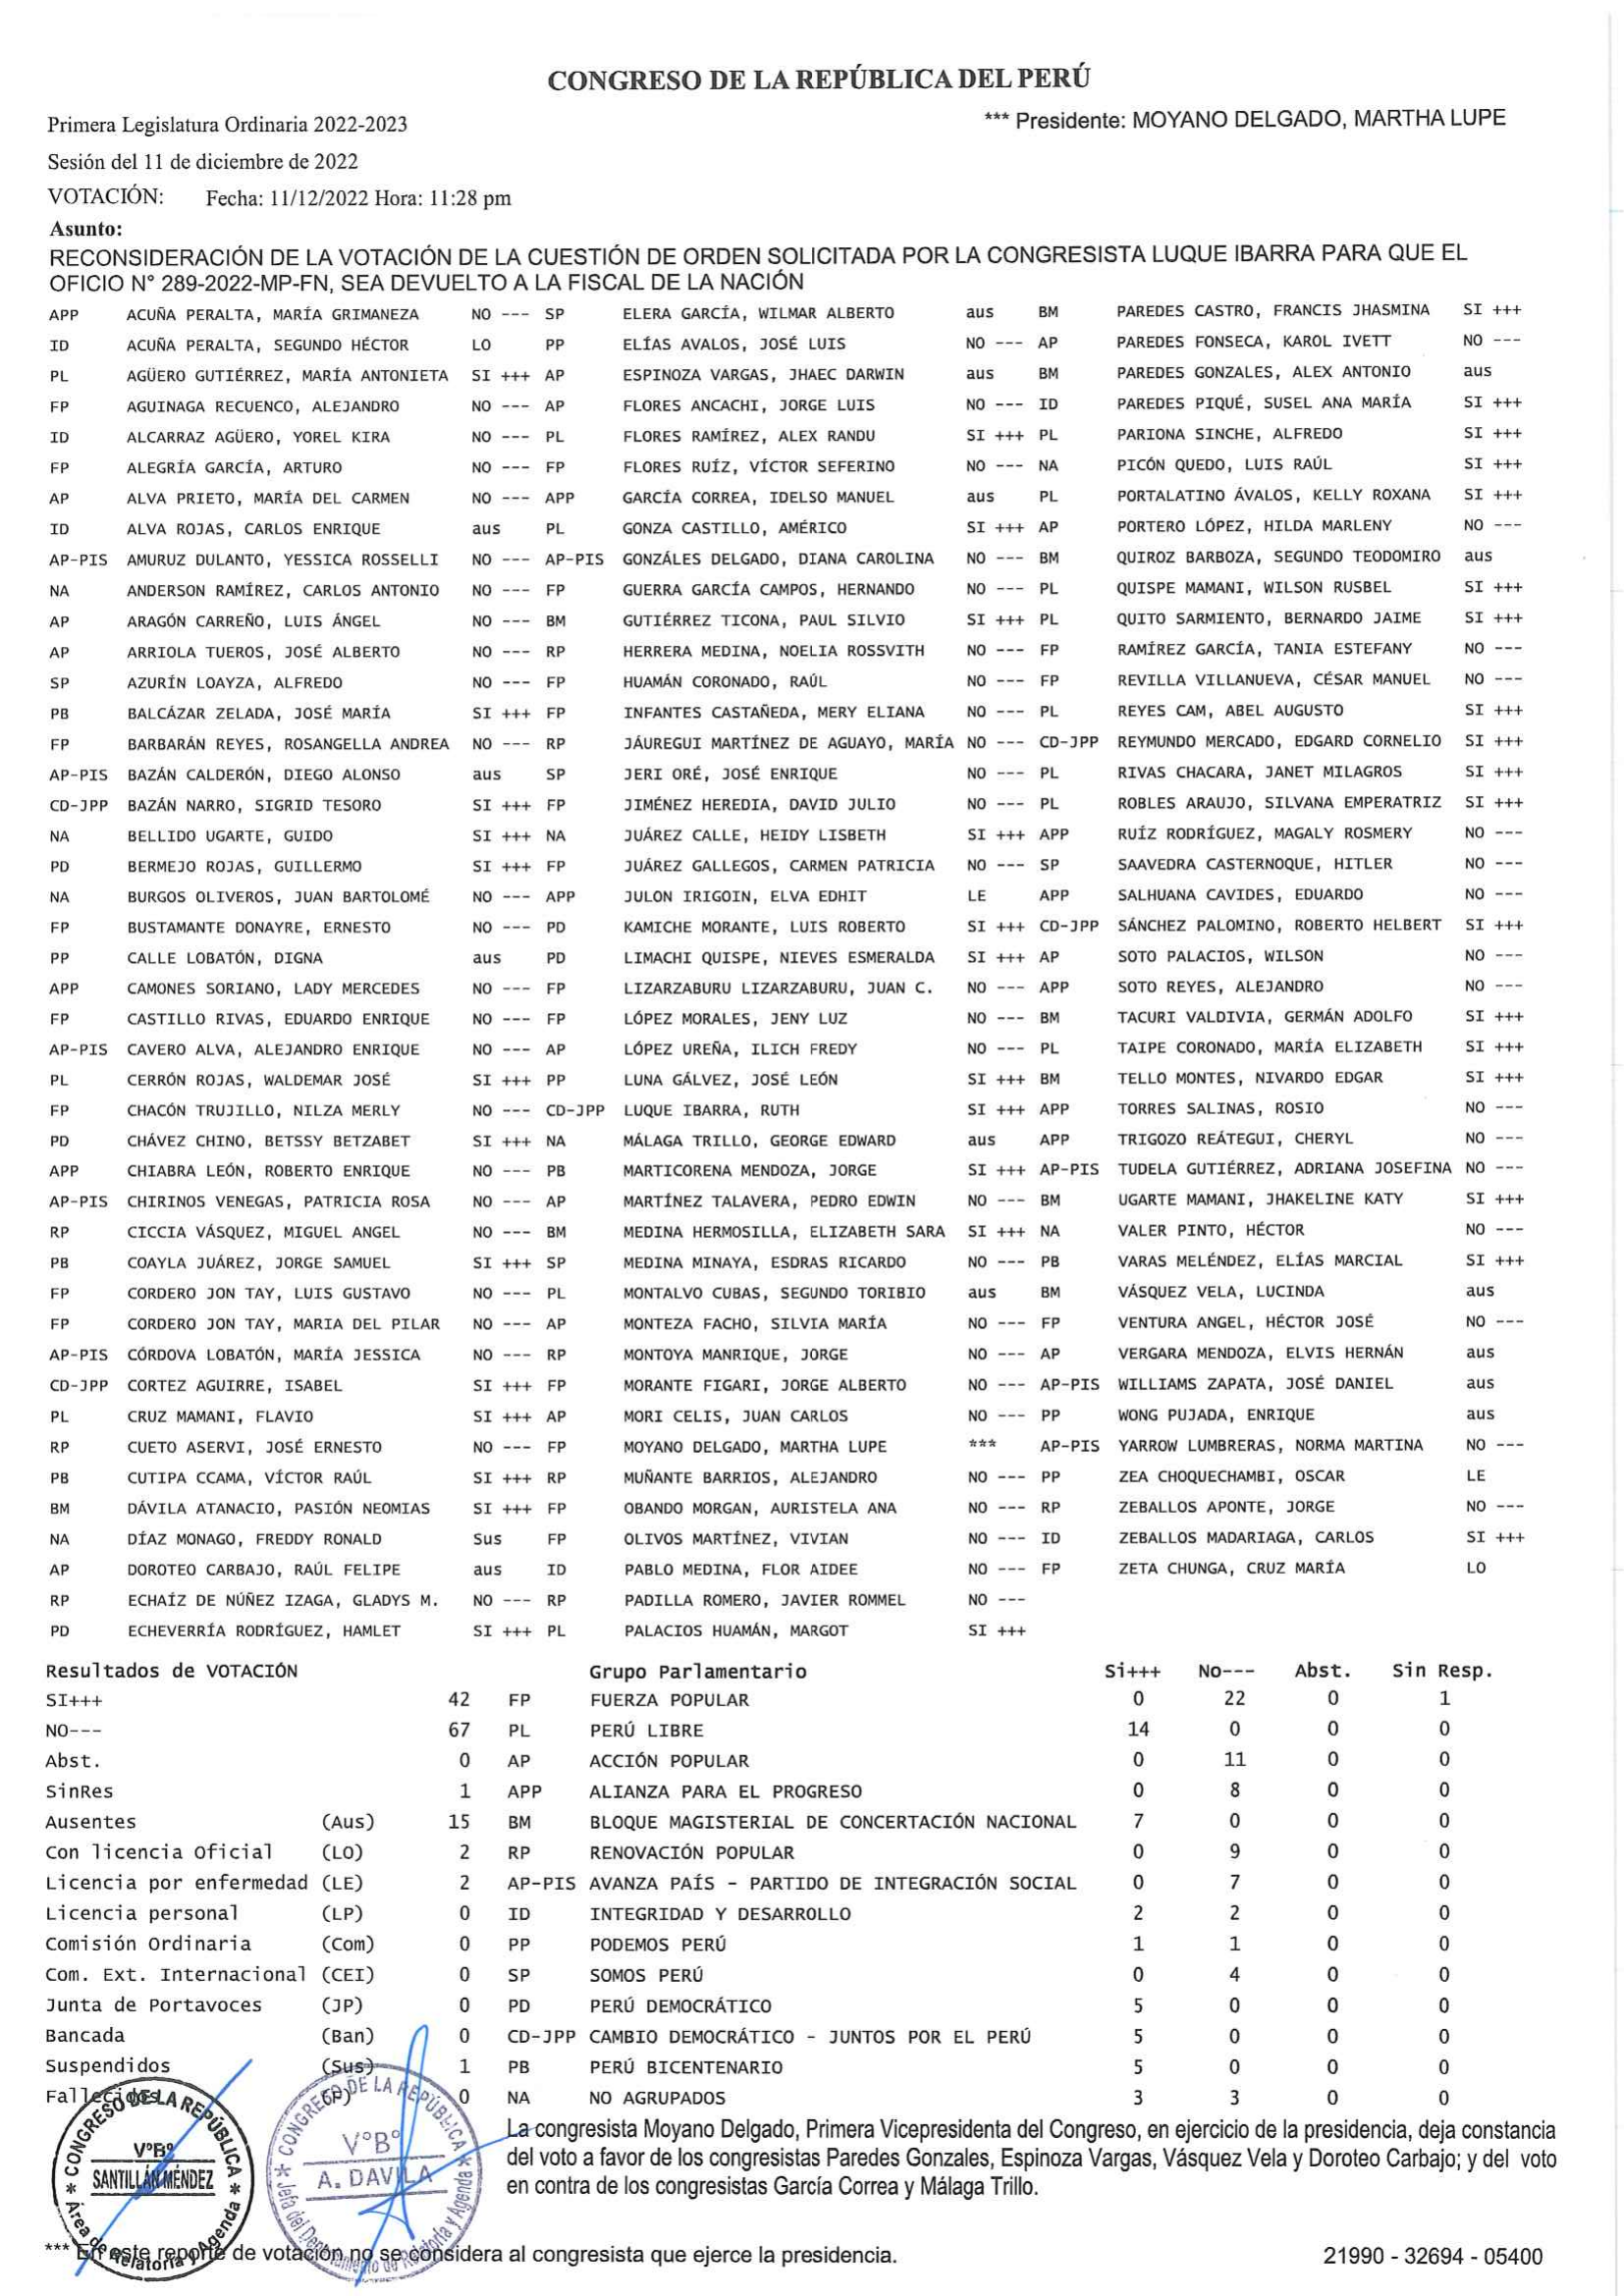 CONGRESO DE LA REPÚBLICA DEL PERÚ
Primera Legislatura Ordinaria 2022-2023 *** Presidente: MOYANO DELGADO, MARTHA LUPE
Sesión del 11 de diciembre de 2022
VOTACIÓN: Fecha: 11/12/2022 Hora: 11:28 pm
Asunto:
RECONSIDERACIÓN DE LA VOTACIÓN DE LA CUESTIÓN DE ORDEN SOLICITADA POR LA CONGRESISTA LUQUE IBARRA PARA QUE EL
OFICIO N° 289-2022-MP-FN, SEA DEVUELTO A LA FISCAL DE LA NACIÓN
APP ACUÑA PERALTA, MARÍA GRIMANEZA NO --- SP ELERA GARCÍA, WILMAR ALBERTO aus BM PAREDES CASTRO, FRANCIS JHASMINA SI +++
ID ACUÑA PERALTA, SEGUNDO HÉCTOR LO PP ELÍAS AVALOS, JOSÉ LUIS NO --- AP PAREDES FONSECA, KAROL IVETT NO ---
PL AGÜERO GUTIÉRREZ, MARÍA ANTONIETA SI +++ AP ESPINOZA VARGAS, JHAEC DARWIN aus BM PAREDES GONZALES, ALEX ANTONIO aus
FP AGUINAGA RECUENCO, ALEJANDRO NO --- AP FLORES ANCACHI, JORGE LUIS NO --- ID PAREDES PIQUÉ, SUSEL ANA MARÍA SI +++
ID ALCARRAZ AGÜERO, YOREL KIRA NO --- PL FLORES RAMÍREZ, ALEX RANDU SI +++ PL PARIONA SINCHE, ALFREDO SI +++
FP ALEGRÍA GARCÍA, ARTURO NO --- FP FLORES RUÍZ, VÍCTOR SEFERINO NO --- NA PICÓN QUEDO, LUIS RAÚL SI +++
AP ALVA PRIETO, MARÍA DEL CARMEN NO --- APP GARCÍA CORREA, IDELSO MANUEL aus PL PORTALATINO ÁVALOS, KELLY ROXANA SI +++
ID ALVA ROJAS, CARLOS ENRIQUE aus PL GONZA CASTILLO, AMÉRICO SI +++ AP PORTERO LÓPEZ, HILDA MARLENY NO ---
AP-PIS AMURUZ DULANTO, YESSICA ROSSELLI NO --- AP-PIS GONZÁLES DELGADO, DIANA CAROLINA NO --- BM QUIROZ BARBOZA, SEGUNDO TEODOMIRO aus
NA ANDERSON RAMÍREZ, CARLOS ANTONIO NO --- FP GUERRA GARCÍA CAMPOS, HERNANDO NO --- PL QUISPE MAMANI, WILSON RUSBEL SI +++
AP ARAGÓN CARREÑO, LUIS ÁNGEL NO --- BM GUTIÉRREZ TICONA, PAUL SILVIO SI +++ PL QUITO SARMIENTO, BERNARDO JAIME SI +++
AP ARRIOLA TUEROS, JOSÉ ALBERTO NO --- RP HERRERA MEDINA, NOELIA ROSSVITH NO --- FP RAMÍREZ GARCÍA, TANIA ESTEFANY NO ---
SP AZURÍN LOAYZA, ALFREDO NO --- FP HUAMÁN CORONADO, RAÚL NO --- FP REVILLA VILLANUEVA, CÉSAR MANUEL NO ---
PB BALCÁZAR ZELADA, JOSÉ MARÍA SI +++ FP INFANTES CASTAÑEDA, MERY ELIANA NO --- PL REYES CAM, ABEL AUGUSTO SI +++
FP BARBARÁN REYES, ROSANGELLA ANDREA NO --- RP JÁUREGUI MARTÍNEZ DE AGUAYO, MARÍA NO --- CD-JPP REYMUNDO MERCADO, EDGARD CORNELIO SI +++
AP-PIS BAZÁN CALDERÓN, DIEGO ALONSO aus SP JERI ORÉ, JOSÉ ENRIQUE NO --- PL RIVAS CHACARA, JANET MILAGROS SI +++
CD-JPP BAZÁN NARRO, SIGRID TESORO SI +++ FP JIMÉNEZ HEREDIA, DAVID JULIO NO --- PL ROBLES ARAUJO, SILVANA EMPERATRIZ SI +++
NA BELLIDO UGARTE, GUIDO SI +++ NA JUÁREZ CALLE, HEIDY LISBETH SI +++ APP RUÍZ RODRÍGUEZ, MAGALY ROSMERY NO ---
PD BERMEJO ROJAS, GUILLERMO SI +++ FP JUÁREZ GALLEGOS, CARMEN PATRICIA NO --- SP SAAVEDRA CASTERNOQUE, HITLER NO ---
NA BURGOS OLIVEROS, JUAN BARTOLOMÉ NO --- APP JULON IRIGOIN, ELVA EDHIT LE APP SALHUANA CAVIDES, EDUARDO NO ---
FP BUSTAMANTE DONAYRE, ERNESTO NO --- PD KAMICHE MORANTE, LUIS ROBERTO SI +++ CD-JPP SÁNCHEZ PALOMINO, ROBERTO HELBERT SI +++
PP CALLE LOBATÓN, DIGNA aus PD LIMACHI QUISPE, NIEVES ESMERALDA SI +++ AP SOTO PALACIOS, WILSON NO ---
APP CAMONES SORIANO, LADY MERCEDES NO --- FP LIZARZABURU LIZARZABURU, JUAN C. NO --- APP SOTO REYES, ALEJANDRO NO ---
FP CASTILLO RIVAS, EDUARDO ENRIQUE NO --- FP LÓPEZ MORALES, JENY LUZ NO --- BM TACURI VALDIVIA, GERMÁN ADOLFO SI +++
AP-PIS CAVERO ALVA, ALEJANDRO ENRIQUE NO --- AP LÓPEZ UREÑA, ILICH FREDY NO --- PL TAIPE CORONADO, MARÍA ELIZABETH SI +++
PL CERRÓN ROJAS, WALDEMAR JOSÉ SI +++ PP LUNA GÁLVEZ, JOSÉ LEÓN SI +++ BM TELLO MONTES, NIVARDO EDGAR SI +++
FP CHACÓN TRUJILLO, NILZA MERLY NO --- CD-JPP LUQUE IBARRA, RUTH SI +++ APP TORRES SALINAS, ROSIO NO ---
PD CHÁVEZ CHINO, BETSSY BETZABET SI +++ NA MÁLAGA TRILLO, GEORGE EDWARD aus APP TRIGOZO REÁTEGUI, CHERYL NO ---
APP CHIABRA LEÓN, ROBERTO ENRIQUE NO --- PB MARTICORENA MENDOZA, JORGE SI +++ AP-PIS TUDELA GUTIÉRREZ, ADRIANA JOSEFINA NO ---
AP-PIS CHIRINOS VENEGAS, PATRICIA ROSA NO --- AP MARTÍNEZ TALAVERA, PEDRO EDWIN NO --- BM UGARTE MAMANI, JHAKELINE KATY SI +++
RP CICCIA VÁSQUEZ, MIGUEL ANGEL NO --- BM MEDINA HERMOSILLA, ELIZABETH SARA SI +++ NA VALER PINTO, HÉCTOR NO ---
PB COAYLA JUÁREZ, JORGE SAMUEL SI +++ SP MEDINA MINAYA, ESDRAS RICARDO NO --- PB VARAS MELÉNDEZ, ELÍAS MARCIAL SI +++
FP CORDERO JON TAY, LUIS GUSTAVO NO --- PL MONTALVO CUBAS, SEGUNDO TORIBIO aus BM VÁSQUEZ VELA, LUCINDA aus
FP CORDERO JON TAY, MARIA DEL PILAR NO --- AP MONTEZA FACHO, SILVIA MARÍA NO --- FP VENTURA ANGEL, HÉCTOR JOSÉ NO ---
AP-PIS CÓRDOVA LOBATÓN, MARÍA JESSICA NO --- RP MONTOYA MANRIQUE, JORGE NO --- AP VERGARA MENDOZA, ELVIS HERNÁN aus
CD-JPP CORTEZ AGUIRRE, ISABEL SI +++ FP MORANTE FIGARI, JORGE ALBERTO NO --- AP-PIS WILLIAMS ZAPATA, JOSÉ DANIEL aus
PL CRUZ MAMANI, FLAVIO SI +++ AP MORI CELIS, JUAN CARLOS NO --- PP WONG PUJADA, ENRIQUE aus
RP CUETO ASERVI, JOSÉ ERNESTO NO --- FP MOYANO DELGADO, MARTHA LUPE *** AP-PIS YARROW LUMBRERAS, NORMA MARTINA NO ---
PB CUTIPA CCAMA, VÍCTOR RAÚL SI +++ RP MUÑANTE BARRIOS, ALEJANDRO NO --- PP ZEA CHOQUECHAMBI, OSCAR LE
BM DÁVILA ATANACIO, PASIÓN NEOMIAS SI +++ FP OBANDO MORGAN, AURISTELA ANA NO --- RP ZEBALLOS APONTE, JORGE NO ---
NA DÍAZ MONAGO, FREDDY RONALD Sus FP OLIVOS MARTÍNEZ, VIVIAN NO --- ID ZEBALLOS MADARIAGA, CARLOS SI +++
AP DOROTEO CARBAJO, RAÚL FELIPE aus ID PABLO MEDINA, FLOR AIDEE NO --- FP ZETA CHUNGA, CRUZ MARÍA LO
RP ECHAÍZ DE NÚÑEZ IZAGA, GLADYS M. NO --- RP PADILLA ROMERO, JAVIER ROMMEL NO ---
PD ECHEVERRÍA RODRÍGUEZ, HAMLET SI +++ PL PALACIOS HUAMÁN, MARGOT SI +++
Resultados de VOTACIÓN Grupo Parlamentario Si+++ No--- Abst. Sin Resp.
SI+++ 42 FP FUERZA POPULAR 0 22 0 1
NO--- 67 PL PERÚ LIBRE 14 0 0 0
Abst. 0 AP ACCIÓN POPULAR 0 11 0 0
SinRes 1 APP ALIANZA PARA EL PROGRESO 0 8 0 0
Ausentes (Aus) 15 BM BLOQUE MAGISTERIAL DE CONCERTACIÓN NACIONAL 7 0 0 0
Con licencia Oficial (LO) 2 RP RENOVACIÓN POPULAR 0 9 0 0
Licencia por enfermedad (LE) 2 AP-PIS AVANZA PAÍS - PARTIDO DE INTEGRACIÓN SOCIAL 0 7 0 0
Licencia personal (LP) 0 ID INTEGRIDAD Y DESARROLLO 2 2 0 0
Comisión Ordinaria (Com) 0 PP PODEMOS PERÚ 1 1 0 0
Com. Ext. Internacional (CEI) 0 SP SOMOS PERÚ 0 4 0 0
Junta de Portavoces (JP) 0 PD PERÚ DEMOCRÁTICO 5 0 0 0
Bancada (Ban) 0 CD-JPP CAMBIO DEMOCRÁTICO - JUNTOS POR EL PERÚ 5 0 0 0
Suspendidos (Sus) 1 PB PERÚ BICENTENARIO 5 0 0 0
Fallecidos (F) 0 NA NO AGRUPADOS 3 3 0 0
La congresista Moyano Delgado, Primera Vicepresidenta del Congreso, en ejercicio de la presidencia, deja constancia
del voto a favor de los congresistas Paredes Gonzales, Espinoza Vargas, Vásquez Vela y Doroteo Carbajo; y del voto
en contra de los congresistas García Correa y Málaga Trillo.
CONGRESO DE LA REPÚBLICA
V°B°
SANTILLÁN MÉNDEZ
Área de Relatoría y Agenda
CONGRESO DE LA REPÚBLICA
V°B°
A. DAVILA
Jefa del Departamento de Relatoría y Agenda
*** En este reporte de votación no se considera al congresista que ejerce la presidencia. 21990 - 32694 - 05400